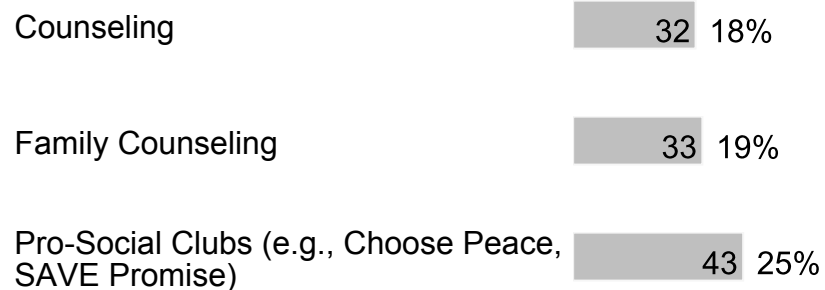 Counseling 32 18%
Family Counseling 33 19%
Pro-Social Clubs (e.g., Choose Peace,
SAVE Promise) 43 25%